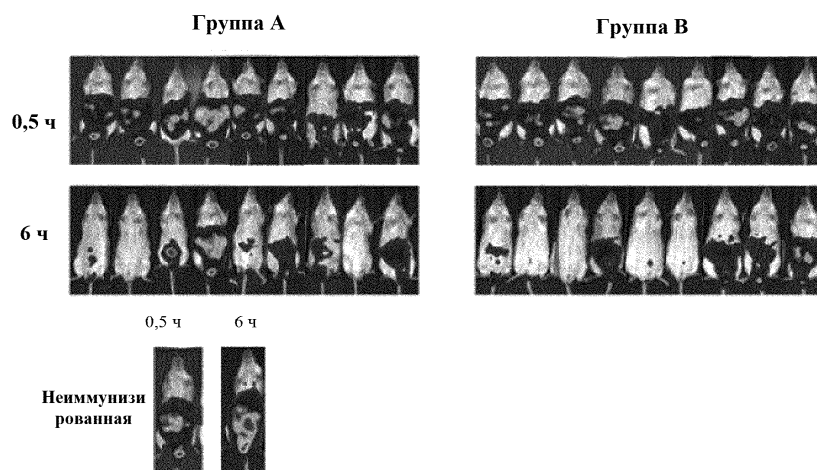 Группа А
Группа В
0,5 ч
6 ч
0,5 ч
6 ч
Неиммунизи
рованная